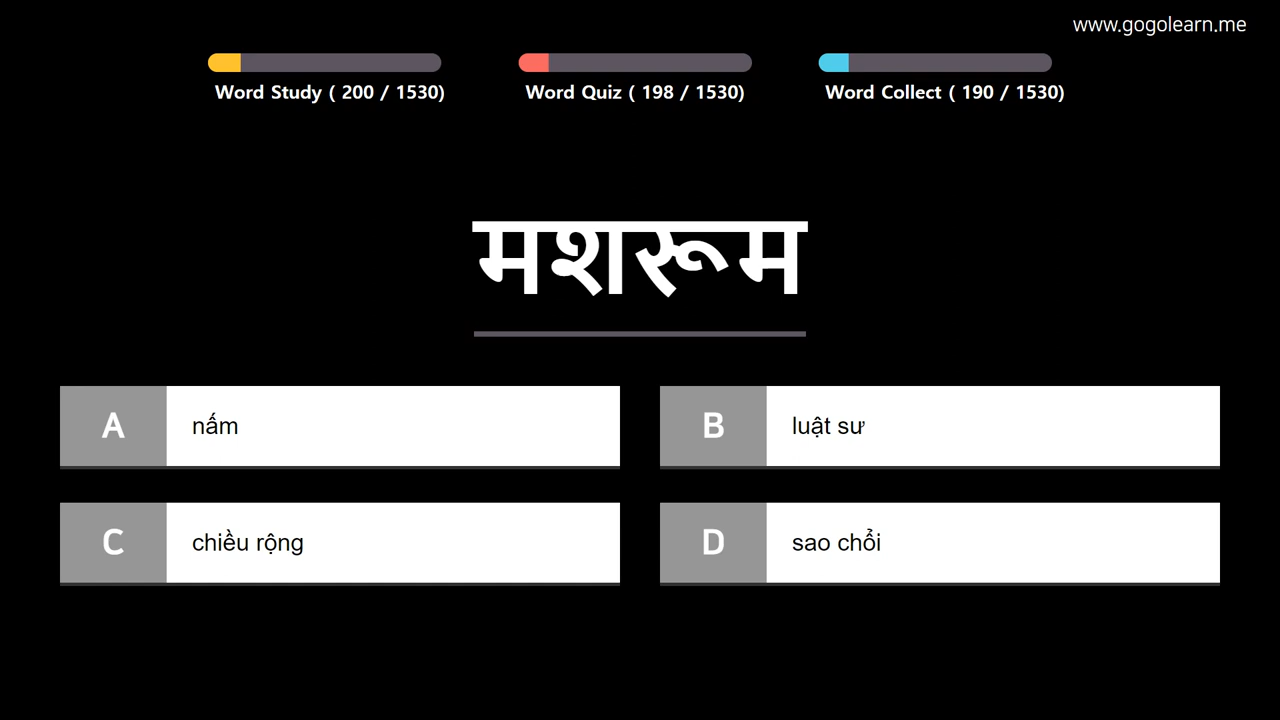 www.gogolearn.me
Word Study ( 200 / 1530)
Word Quiz ( 198 / 1530)
Word Collect ( 190 / 1530)
मशरूम
A nấm
B luật sư
C chiều rộng
D sao chổi